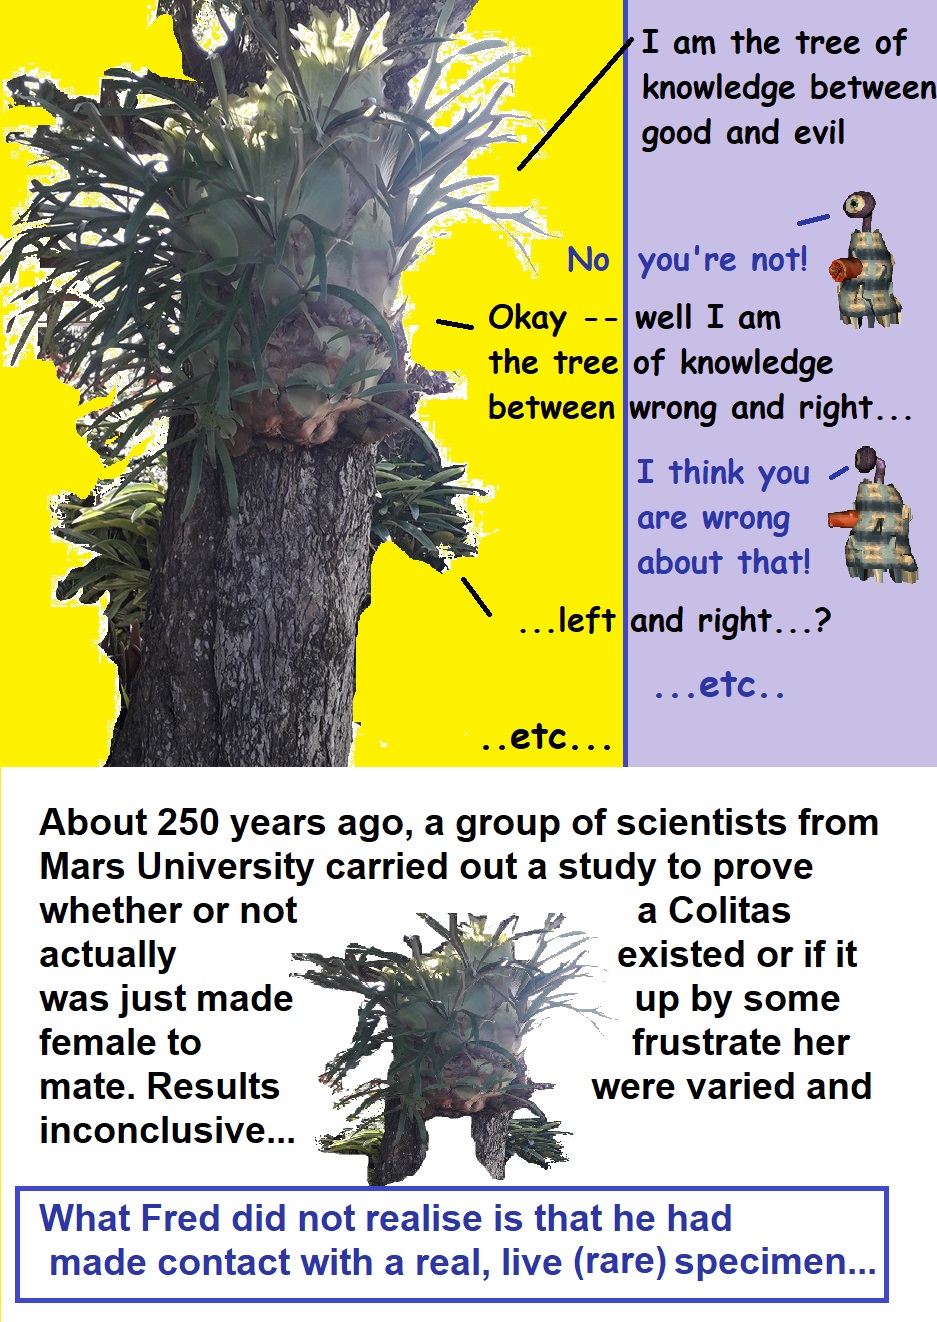 I am the tree of
knowledge between
good and evil
No you're not!
Okay -- well I am
the tree of knowledge
between wrong and right...
I think you
are wrong
about that!
...left and right...?
...etc..
..etc...
About 250 years ago, a group of scientists from
Mars University carried out a study to prove
whether or not a Colitas
actually existed or if it
was just made up by some
female to frustrate her
mate. Results were varied and
inconclusive...
What Fred did not realise is that he had
made contact with a real, live (rare) specimen...